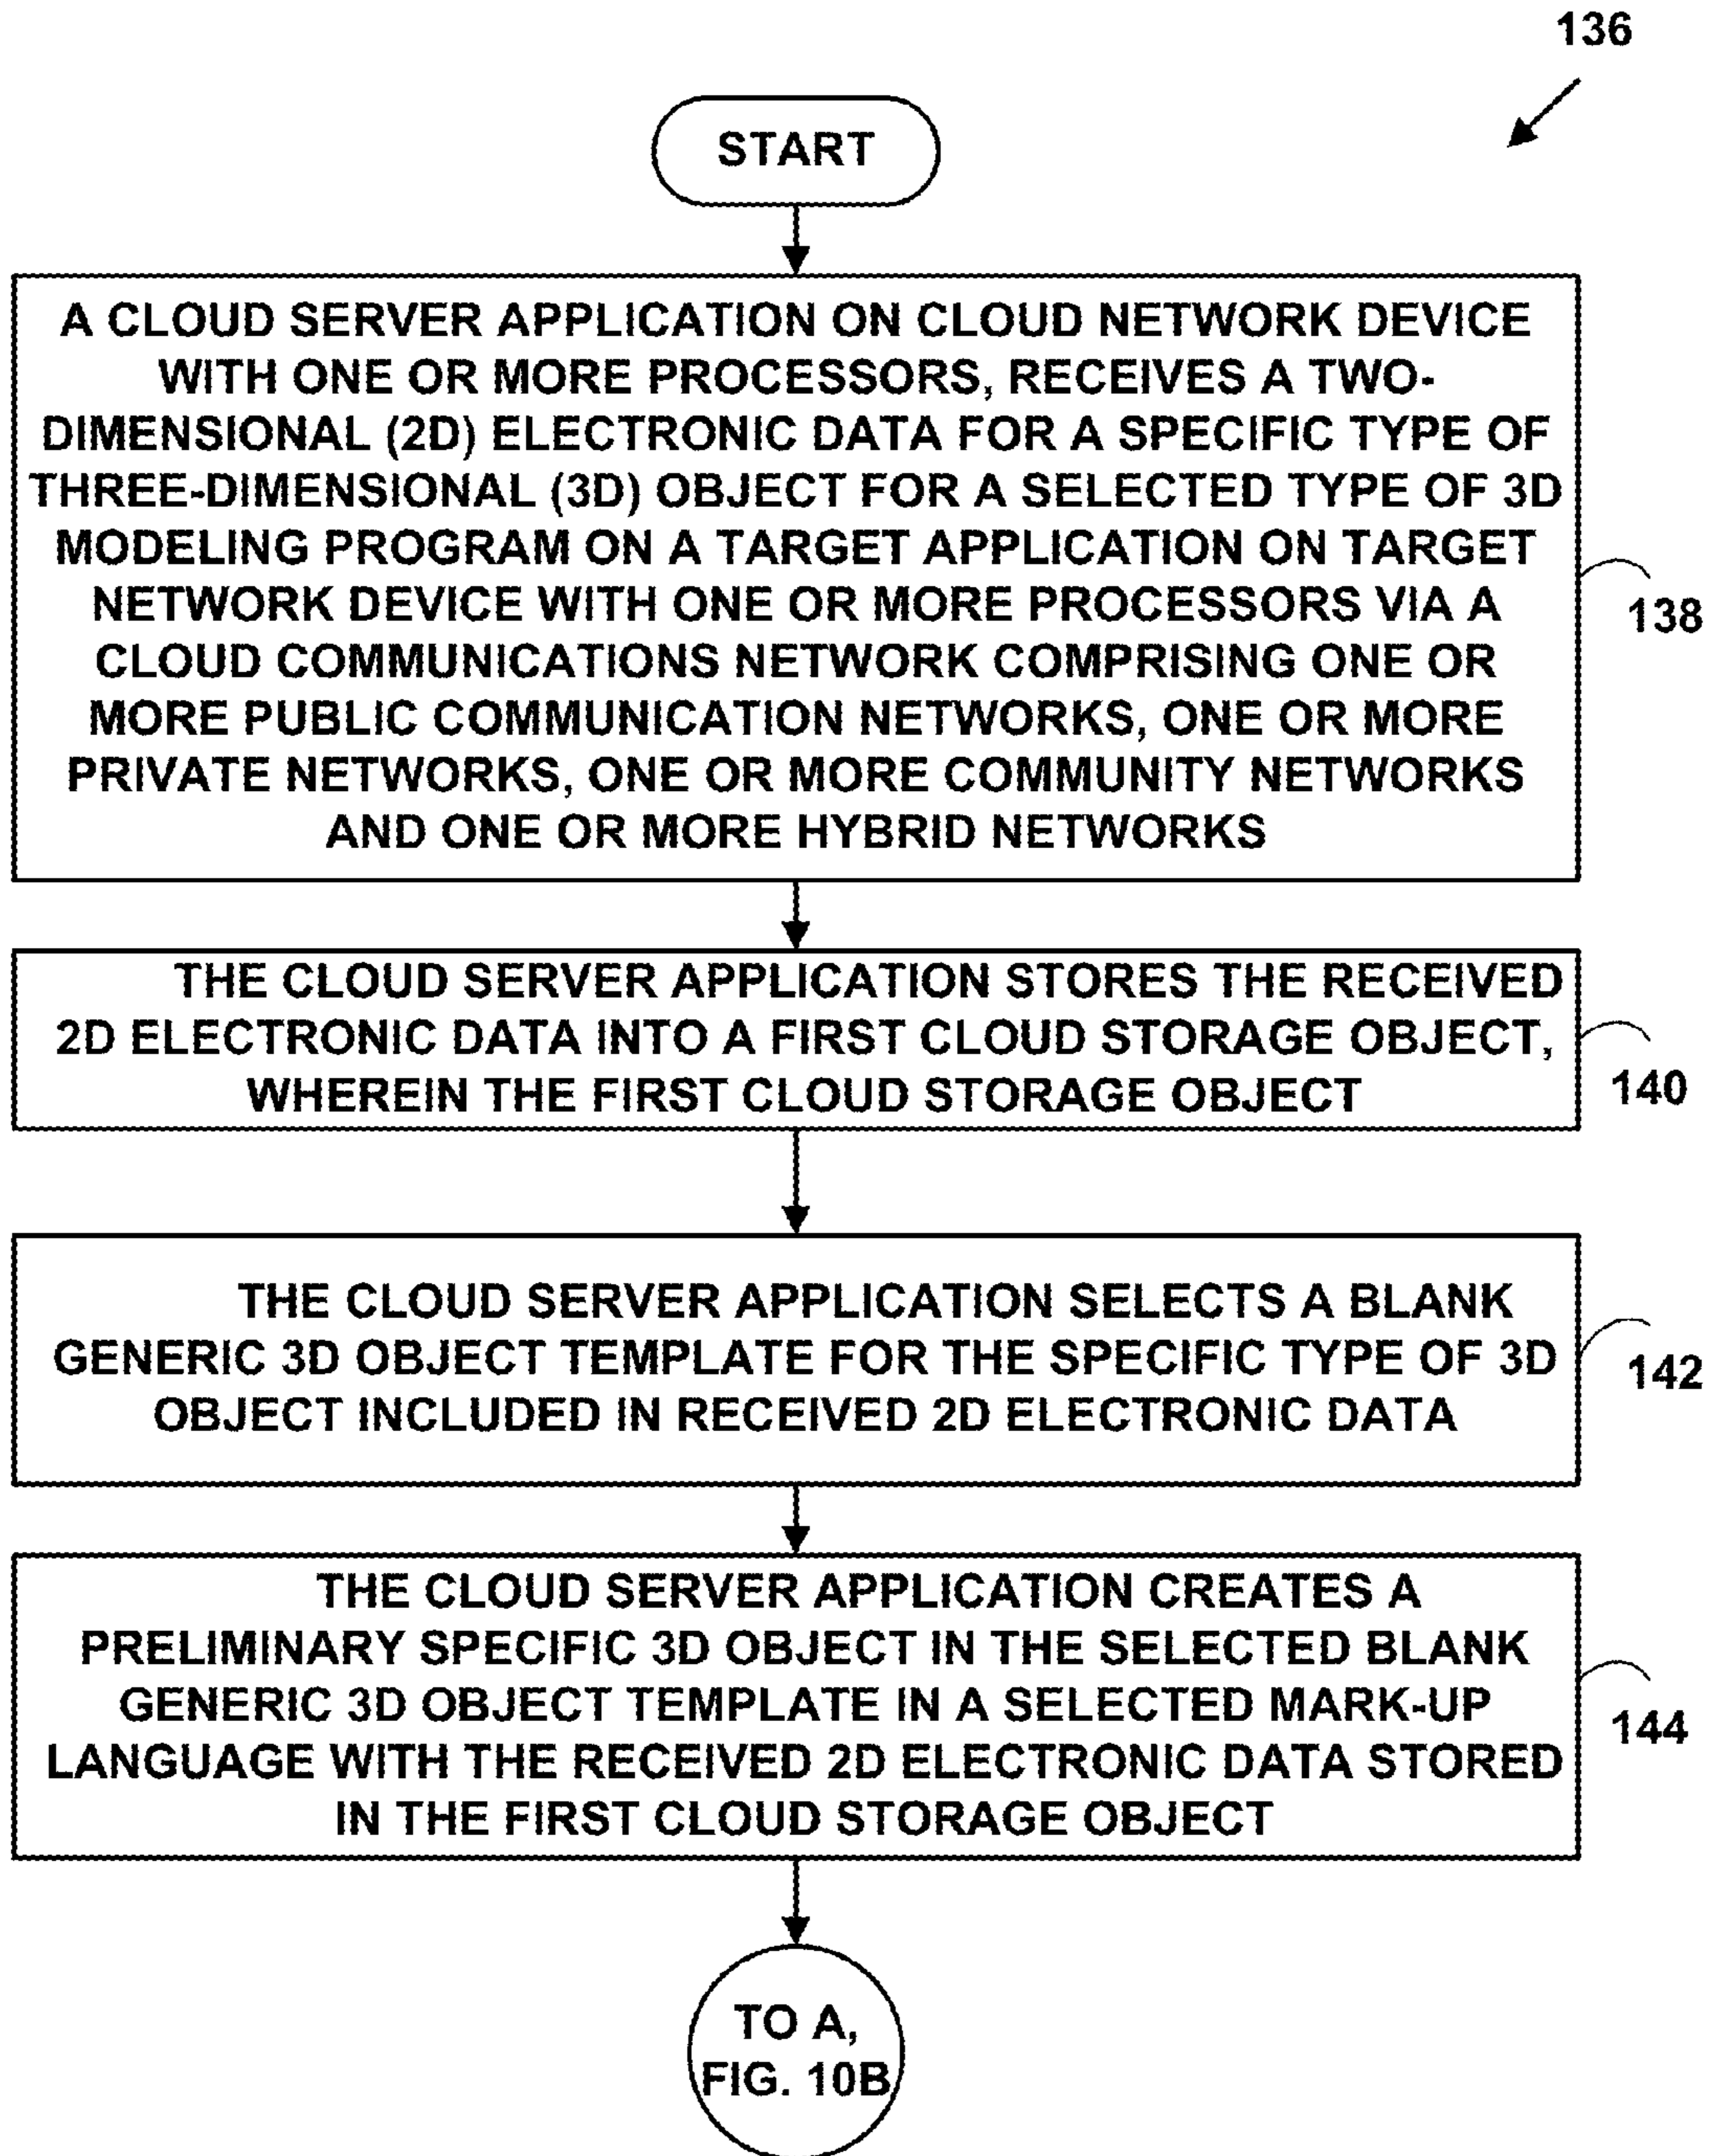 136
START
A CLOUD SERVER APPLICATION ON CLOUD NETWORK DEVICE
WITH ONE OR MORE PROCESSORS, RECEIVES A TWO-
DIMENSIONAL (2D) ELECTRONIC DATA FOR A SPECIFIC TYPE OF
THREE-DIMENSIONAL (3D) OBJECT FOR A SELECTED TYPE OF 3D
MODELING PROGRAM ON A TARGET APPLICATION ON TARGET
NETWORK DEVICE WITH ONE OR MORE PROCESSORS VIA A
CLOUD COMMUNICATIONS NETWORK COMPRISING ONE OR
MORE PUBLIC COMMUNICATION NETWORKS, ONE OR MORE
PRIVATE NETWORKS, ONE OR MORE COMMUNITY NETWORKS
AND ONE OR MORE HYBRID NETWORKS
138
THE CLOUD SERVER APPLICATION STORES THE RECEIVED
2D ELECTRONIC DATA INTO A FIRST CLOUD STORAGE OBJECT,
WHEREIN THE FIRST CLOUD STORAGE OBJECT
140
THE CLOUD SERVER APPLICATION SELECTS A BLANK
GENERIC 3D OBJECT TEMPLATE FOR THE SPECIFIC TYPE OF 3D
OBJECT INCLUDED IN RECEIVED 2D ELECTRONIC DATA
142
THE CLOUD SERVER APPLICATION CREATES A
PRELIMINARY SPECIFIC 3D OBJECT IN THE SELECTED BLANK
GENERIC 3D OBJECT TEMPLATE IN A SELECTED MARK-UP
LANGUAGE WITH THE RECEIVED 2D ELECTRONIC DATA STORED
IN THE FIRST CLOUD STORAGE OBJECT
144
TO A,
FIG. 10B